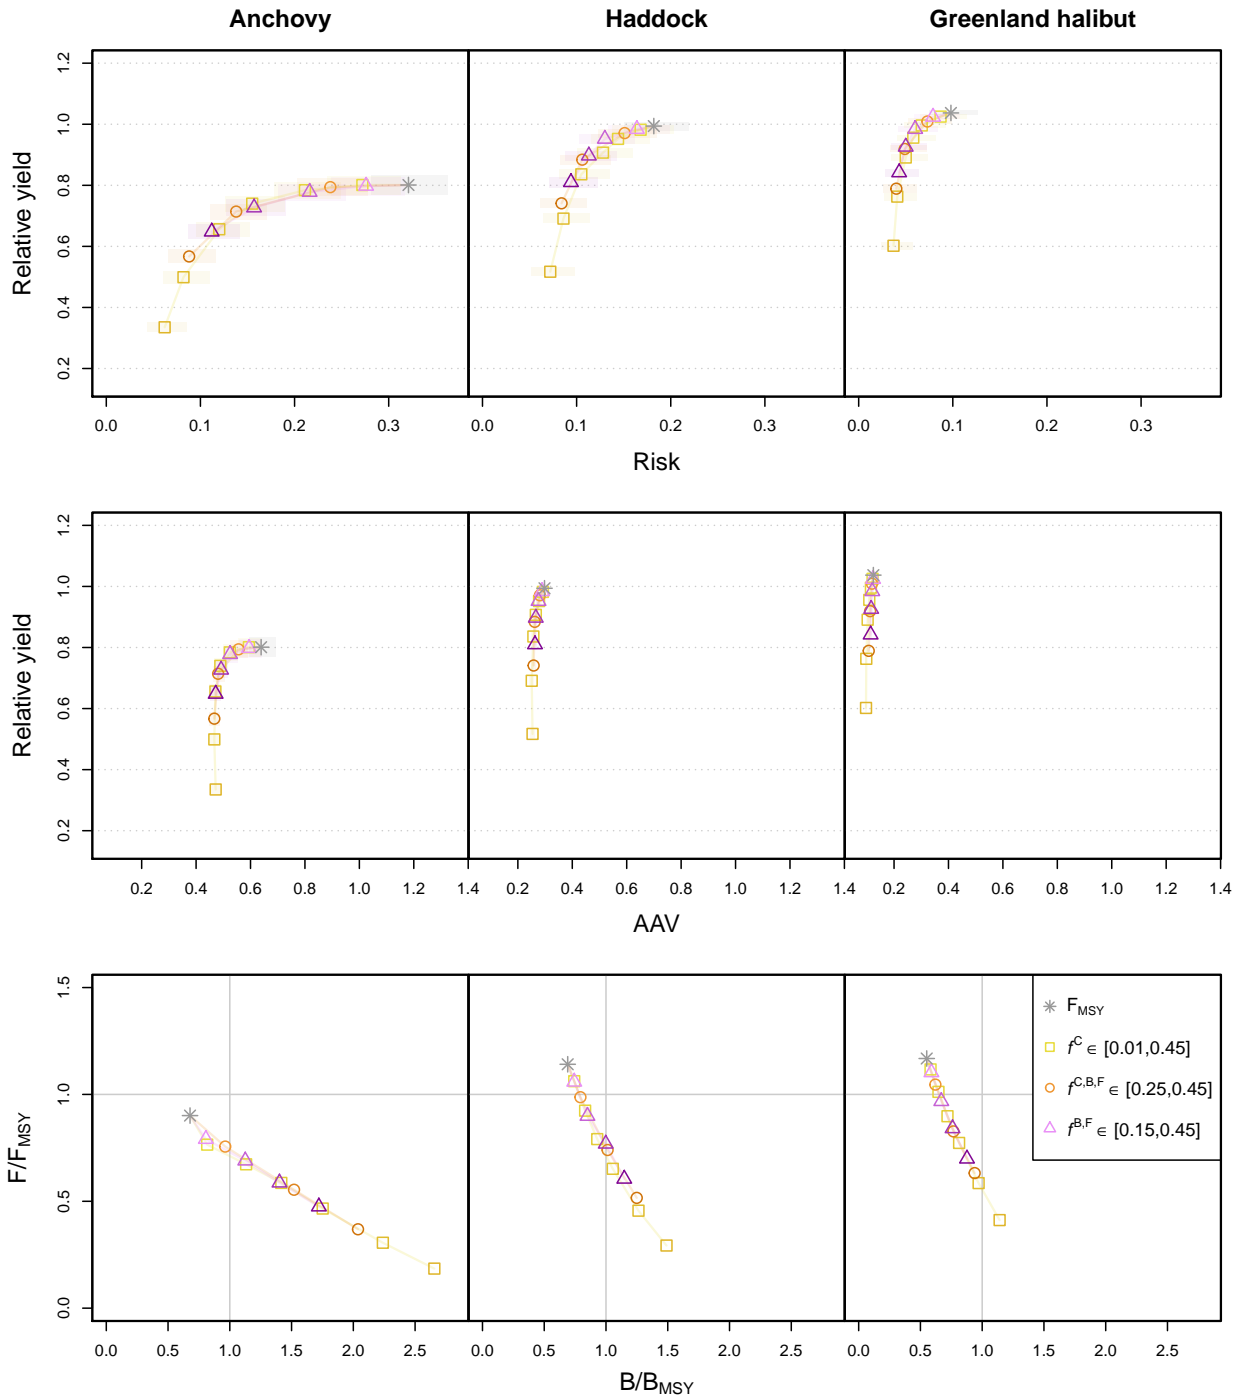 Anchovy Haddock Greenland halibut
Relative yield
1.2
1.0
0.8
0.6
0.4
0.2
0.0 0.1 0.2 0.3 0.0 0.1 0.2 0.3 0.0 0.1 0.2 0.3
Risk
Relative yield
1.2
1.0
0.8
0.6
0.4
0.2
0.2 0.4 0.6 0.8 1.0 1.2 1.4 0.2 0.4 0.6 0.8 1.0 1.2 1.4 0.2 0.4 0.6 0.8 1.0 1.2 1.4
AAV
F/F_MSY
1.5
1.0
0.5
0.0
F_MSY
f^C ∈ [0.01,0.45]
f^C,B,F ∈ [0.25,0.45]
f^B,F ∈ [0.15,0.45]
0.0 0.5 1.0 1.5 2.0 2.5 0.0 0.5 1.0 1.5 2.0 2.5 0.0 0.5 1.0 1.5 2.0 2.5
B/B_MSY